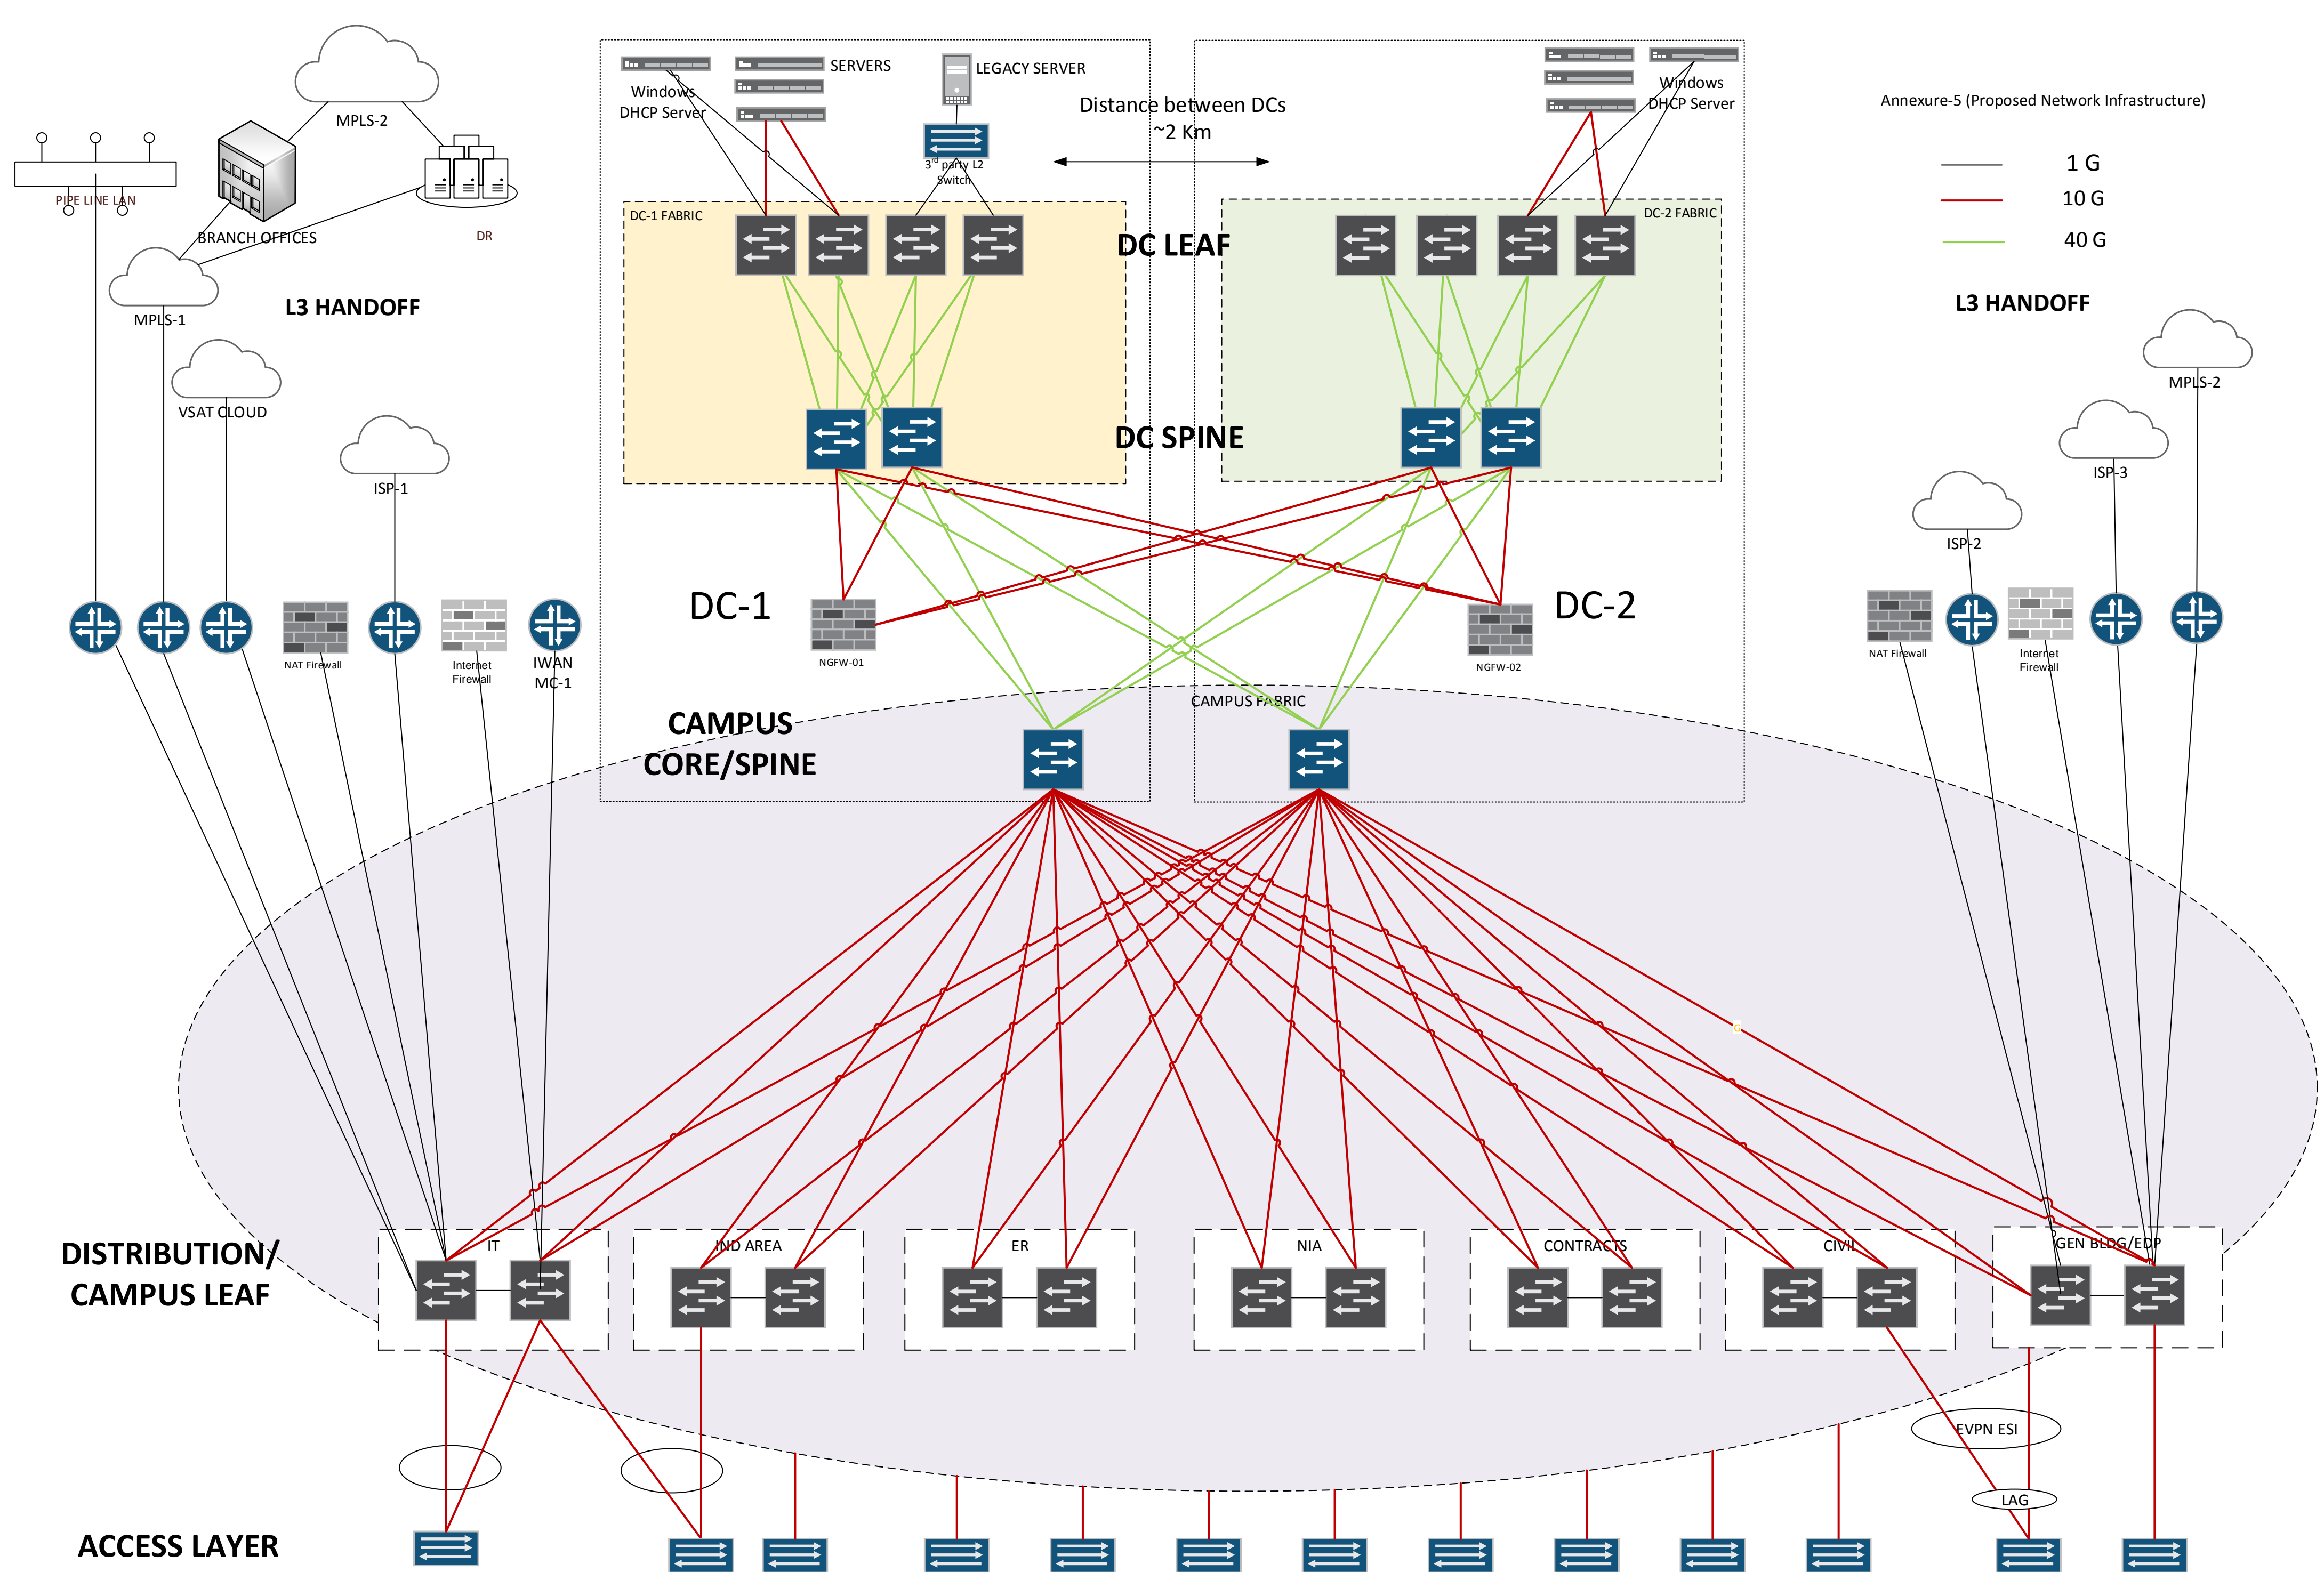 SERVERS
LEGACY SERVER
Windows
DHCP Server
3rd party L2
Switch
Distance between DCs
~2 Km
Windows
DHCP Server
Annexure-5 (Proposed Network Infrastructure)
1 G
10 G
40 G
MPLS-2
PIPE LINE LAN
BRANCH OFFICES
DR
MPLS-1
L3 HANDOFF
VSAT CLOUD
ISP-1
DC-1 FABRIC
DC LEAF
DC-2 FABRIC
DC SPINE
L3 HANDOFF
MPLS-2
ISP-3
ISP-2
NAT Firewall
Internet
Firewall
IWAN
MC-1
DC-1
NGFW-01
DC-2
NGFW-02
NAT Firewall
Internet
Firewall
CAMPUS FABRIC
CAMPUS
CORE/SPINE
DISTRIBUTION/
CAMPUS LEAF
IT
IND AREA
ER
NIA
CONTRACTS
CIVIL
GEN BLDG/EDP
EVPN ESI
LAG
ACCESS LAYER